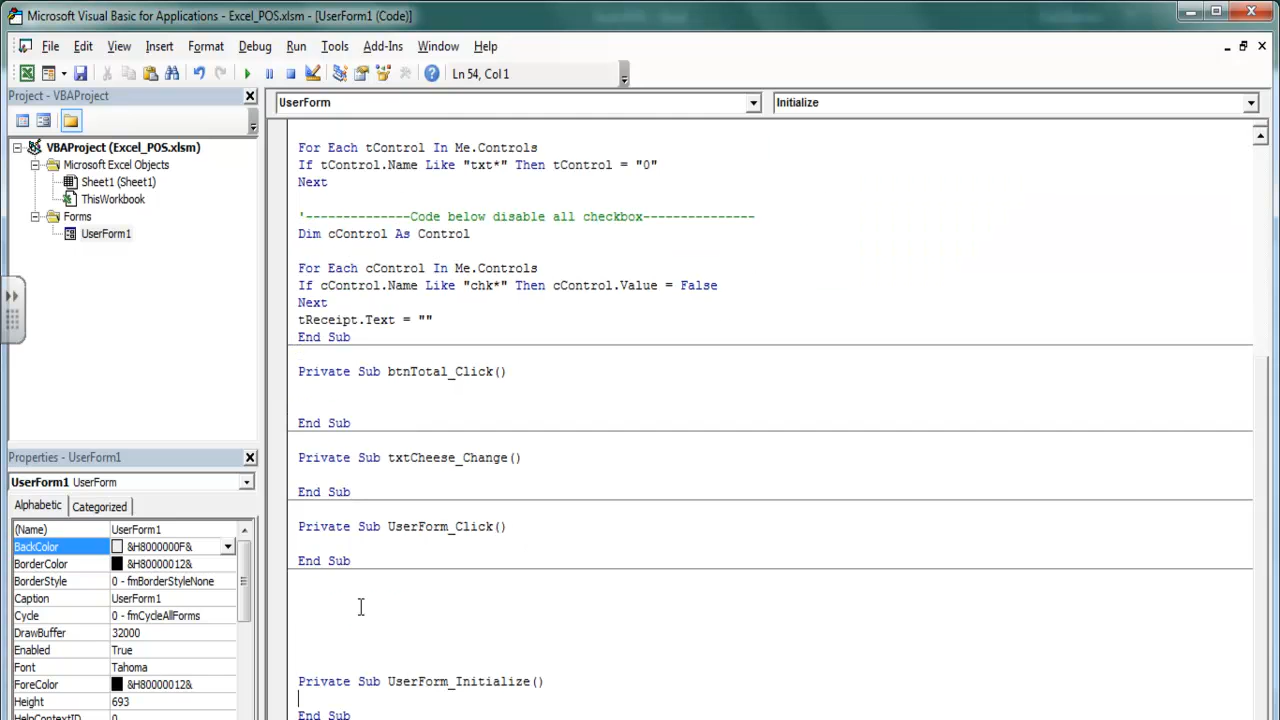 Microsoft Visual Basic for Applications - Excel_POS.xlsm - [UserForm1 (Code)]
File Edit View Insert Format Debug Run Tools Add-Ins Window Help
Ln 54, Col 1
Project - VBAProject
UserForm
Initialize
VBAProject (Excel_POS.xlsm)
Microsoft Excel Objects
Sheet1 (Sheet1)
ThisWorkbook
Forms
UserForm1
For Each tControl In Me.Controls
If tControl.Name Like "txt*" Then tControl = "0"
Next
'--------------Code below disable all checkbox---------------
Dim cControl As Control
For Each cControl In Me.Controls
If cControl.Name Like "chk*" Then cControl.Value = False
Next
tReceipt.Text = ""
End Sub
Private Sub btnTotal_Click()
End Sub
Private Sub txtCheese_Change()
End Sub
Private Sub UserForm_Click()
End Sub
Private Sub UserForm_Initialize()
End Sub
Properties - UserForm1
UserForm1 UserForm
Alphabetic Categorized
(Name) UserForm1
BackColor &H8000000F&
BorderColor &H80000012&
BorderStyle 0 - fmBorderStyleNone
Caption UserForm1
Cycle 0 - fmCycleAllForms
DrawBuffer 32000
Enabled True
Font Tahoma
ForeColor &H80000012&
Height 693
HelpContextID 0